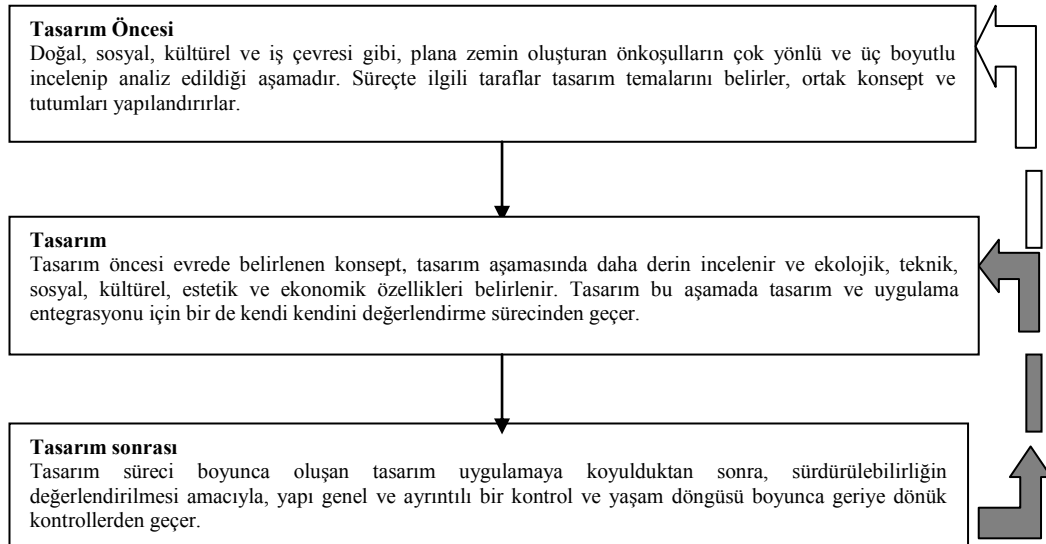 Tasarım Öncesi
Doğal, sosyal, kültürel ve iş çevresi gibi, plana zemin oluşturan önkoşulların çok yönlü ve üç boyutlu
incelenip analiz edildiği aşamadır. Süreçte ilgili taraflar tasarım temalarını belirler, ortak konsept ve
tutumları yapılandırırlar.
Tasarım
Tasarım öncesi evrede belirlenen konsept, tasarım aşamasında daha derin incelenir ve ekolojik, teknik,
sosyal, kültürel, estetik ve ekonomik özellikleri belirlenir. Tasarım bu aşamada tasarım ve uygulama
entegrasyonu için bir de kendi kendini değerlendirme sürecinden geçer.
Tasarım sonrası
Tasarım süreci boyunca oluşan tasarım uygulamaya koyulduktan sonra, sürdürülebilirliğin
değerlendirilmesi amacıyla, yapı genel ve ayrıntılı bir kontrol ve yaşam döngüsü boyunca geriye dönük
kontrollerden geçer.